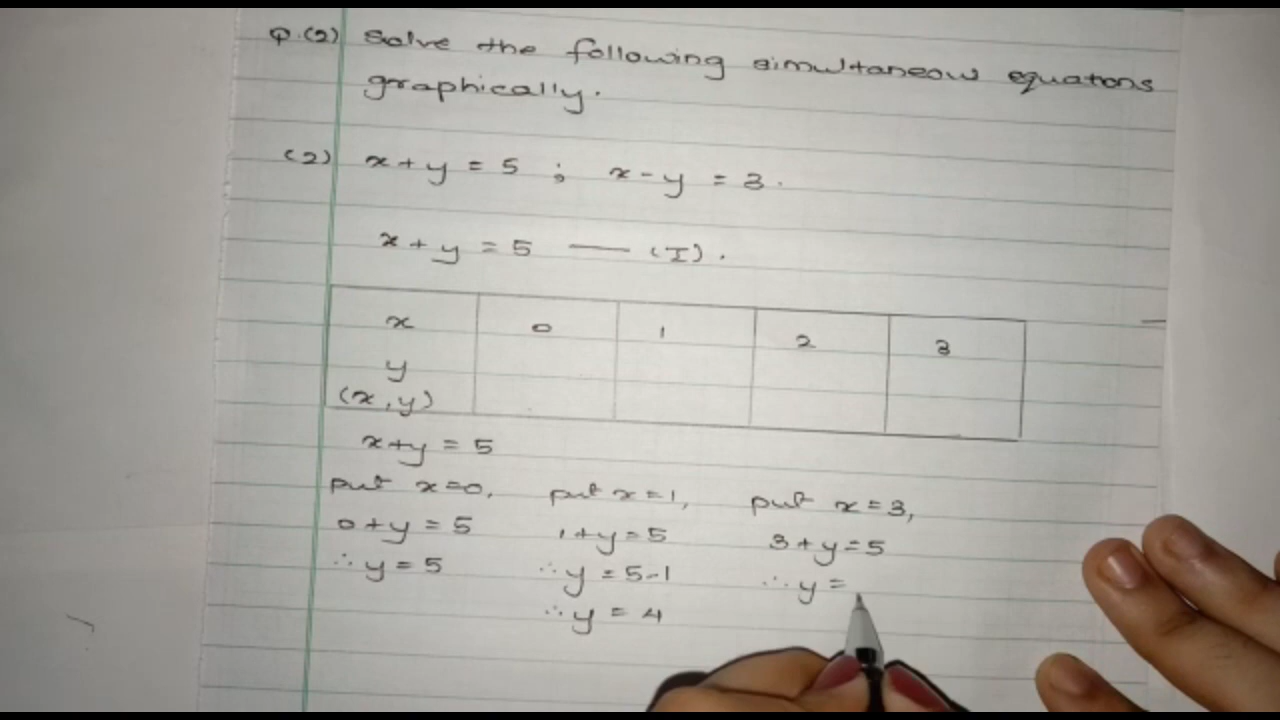 Q.(2) Solve the following simultaneous equatons
graphically.
(2) x + y = 5 ; x - y = 3.
x + y = 5 — (I).
x 0 1 2 3
y
(x, y)
x+y = 5
put x=0, put x=1, put x=3,
0+y = 5 1+y=5 3+y=5
∴y = 5 ∴y = 5-1 ∴y =
∴y = 4